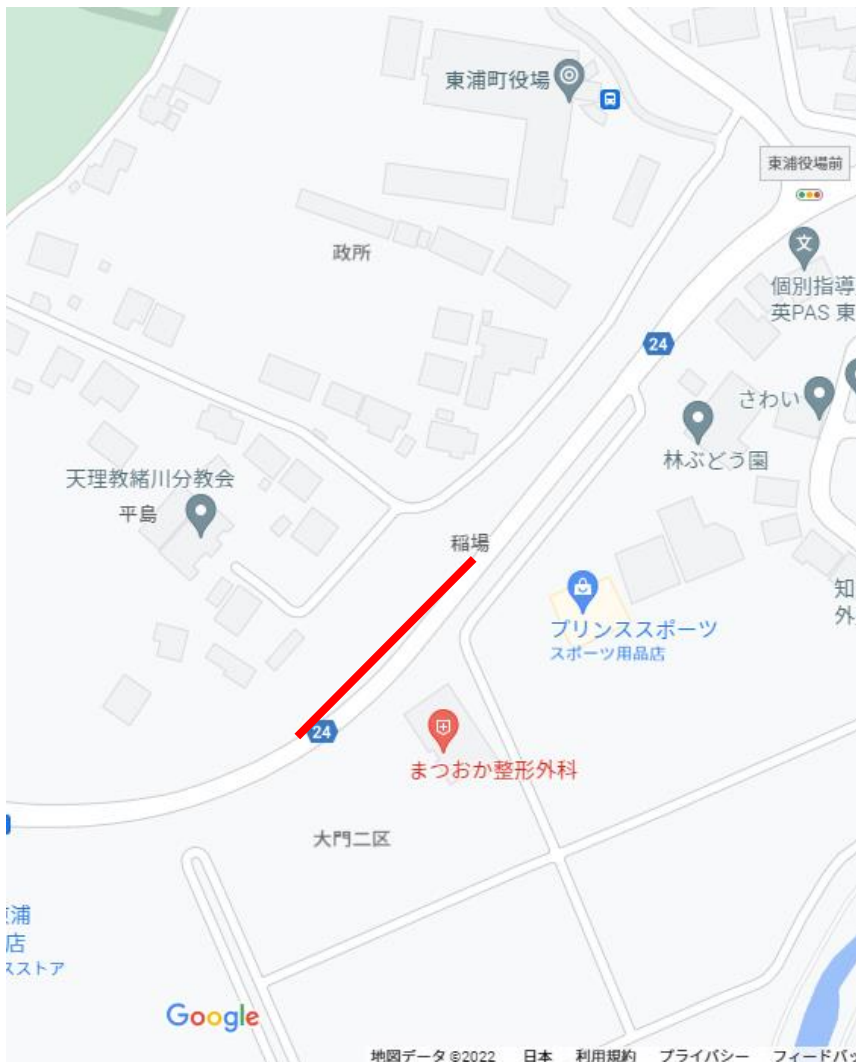 東浦町役場
東浦役場前
政所
個別指導
英PAS 東
24
さわい
林ぶどう園
天理教緒川分教会
平島
稲場
知
外
プリンススポーツ
スポーツ用品店
24
まつおか整形外科
大門二区
浦
店
スストア
Google
地図データ ©2022 日本 利用規約 プライバシー フィードバッ